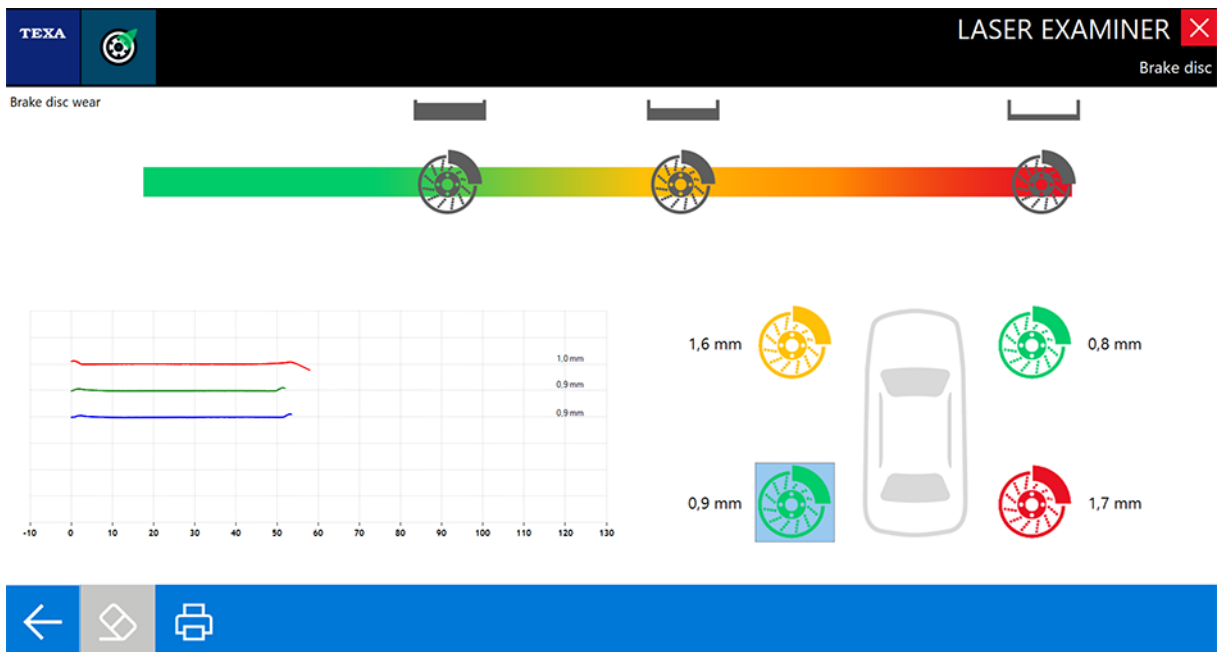 TEXA
LASER EXAMINER
Brake disc
Brake disc wear
1,0 mm
0,9 mm
0,9 mm
-10 0 10 20 30 40 50 60 70 80 90 100 110 120 130
1,6 mm
0,8 mm
0,9 mm
1,7 mm